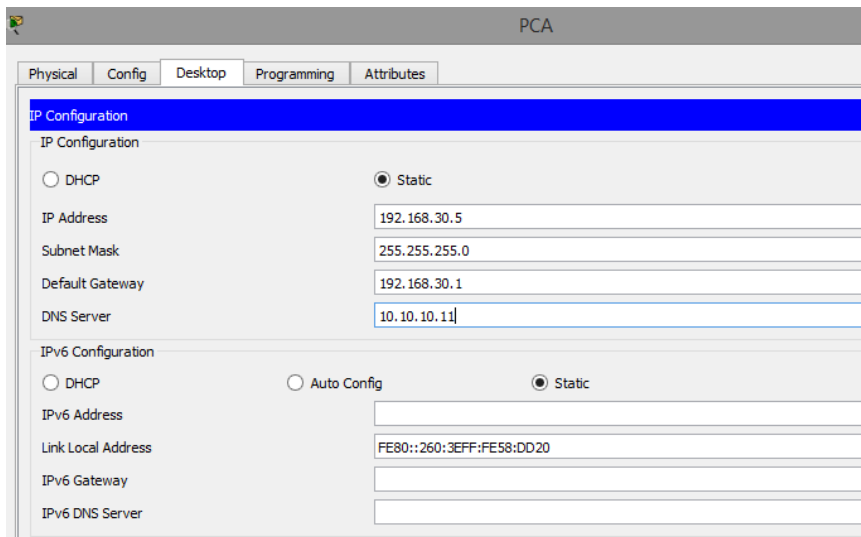 PCA
Physical Config Desktop Programming Attributes
IP Configuration
IP Configuration
DHCP Static
IP Address 192.168.30.5
Subnet Mask 255.255.255.0
Default Gateway 192.168.30.1
DNS Server 10.10.10.11
IPv6 Configuration
DHCP Auto Config Static
IPv6 Address
Link Local Address FE80::260:3EFF:FE58:DD20
IPv6 Gateway
IPv6 DNS Server